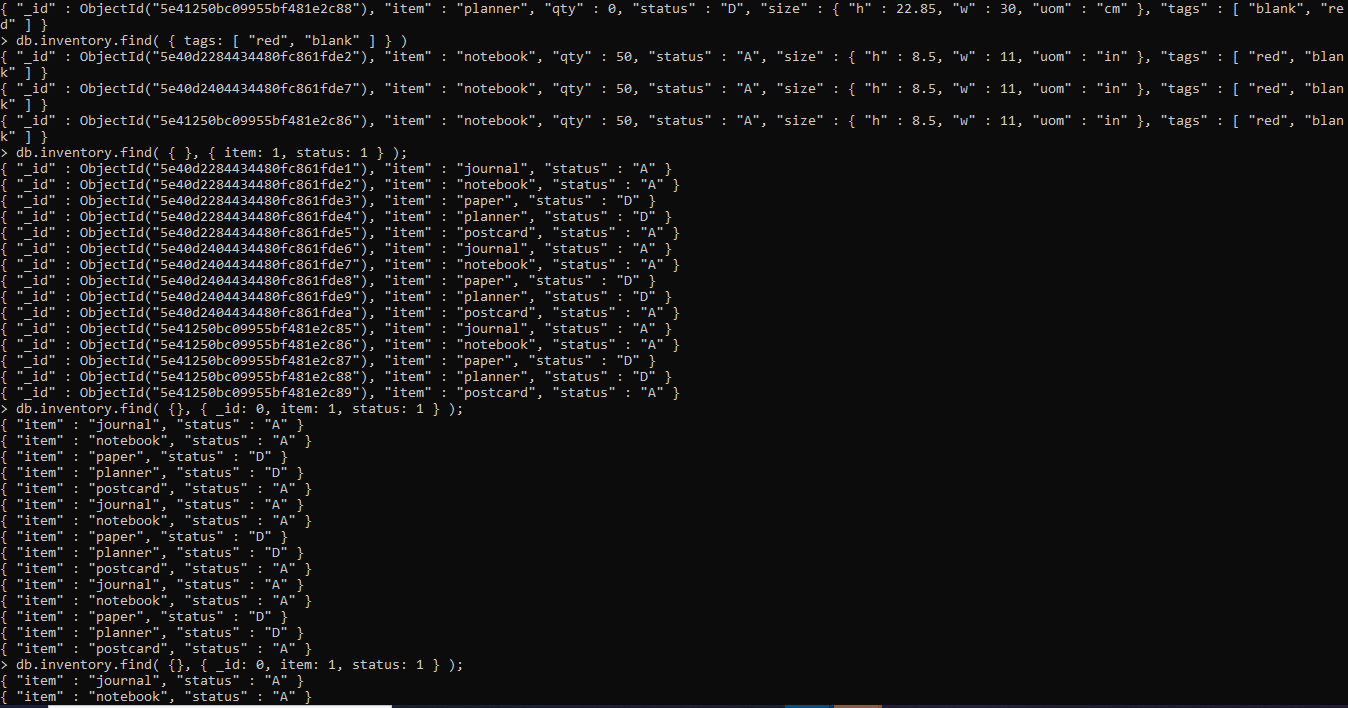 { "_id" : ObjectId("5e41250bc09955bf481e2c88"), "item" : "planner", "qty" : 0, "status" : "D", "size" : { "h" : 22.85, "w" : 30, "uom" : "cm" }, "tags" : [ "blank", "re
d" ] }
> db.inventory.find( { tags: [ "red", "blank" ] } )
{ "_id" : ObjectId("5e40d2284434480fc861fde2"), "item" : "notebook", "qty" : 50, "status" : "A", "size" : { "h" : 8.5, "w" : 11, "uom" : "in" }, "tags" : [ "red", "blan
k" ] }
{ "_id" : ObjectId("5e40d2404434480fc861fde7"), "item" : "notebook", "qty" : 50, "status" : "A", "size" : { "h" : 8.5, "w" : 11, "uom" : "in" }, "tags" : [ "red", "blan
k" ] }
{ "_id" : ObjectId("5e41250bc09955bf481e2c86"), "item" : "notebook", "qty" : 50, "status" : "A", "size" : { "h" : 8.5, "w" : 11, "uom" : "in" }, "tags" : [ "red", "blan
k" ] }
> db.inventory.find( { }, { item: 1, status: 1 } );
{ "_id" : ObjectId("5e40d2284434480fc861fde1"), "item" : "journal", "status" : "A" }
{ "_id" : ObjectId("5e40d2284434480fc861fde2"), "item" : "notebook", "status" : "A" }
{ "_id" : ObjectId("5e40d2284434480fc861fde3"), "item" : "paper", "status" : "D" }
{ "_id" : ObjectId("5e40d2284434480fc861fde4"), "item" : "planner", "status" : "D" }
{ "_id" : ObjectId("5e40d2284434480fc861fde5"), "item" : "postcard", "status" : "A" }
{ "_id" : ObjectId("5e40d2404434480fc861fde6"), "item" : "journal", "status" : "A" }
{ "_id" : ObjectId("5e40d2404434480fc861fde7"), "item" : "notebook", "status" : "A" }
{ "_id" : ObjectId("5e40d2404434480fc861fde8"), "item" : "paper", "status" : "D" }
{ "_id" : ObjectId("5e40d2404434480fc861fde9"), "item" : "planner", "status" : "D" }
{ "_id" : ObjectId("5e40d2404434480fc861fdea"), "item" : "postcard", "status" : "A" }
{ "_id" : ObjectId("5e41250bc09955bf481e2c85"), "item" : "journal", "status" : "A" }
{ "_id" : ObjectId("5e41250bc09955bf481e2c86"), "item" : "notebook", "status" : "A" }
{ "_id" : ObjectId("5e41250bc09955bf481e2c87"), "item" : "paper", "status" : "D" }
{ "_id" : ObjectId("5e41250bc09955bf481e2c88"), "item" : "planner", "status" : "D" }
{ "_id" : ObjectId("5e41250bc09955bf481e2c89"), "item" : "postcard", "status" : "A" }
> db.inventory.find( {}, { _id: 0, item: 1, status: 1 } );
{ "item" : "journal", "status" : "A" }
{ "item" : "notebook", "status" : "A" }
{ "item" : "paper", "status" : "D" }
{ "item" : "planner", "status" : "D" }
{ "item" : "postcard", "status" : "A" }
{ "item" : "journal", "status" : "A" }
{ "item" : "notebook", "status" : "A" }
{ "item" : "paper", "status" : "D" }
{ "item" : "planner", "status" : "D" }
{ "item" : "postcard", "status" : "A" }
{ "item" : "journal", "status" : "A" }
{ "item" : "notebook", "status" : "A" }
{ "item" : "paper", "status" : "D" }
{ "item" : "planner", "status" : "D" }
{ "item" : "postcard", "status" : "A" }
> db.inventory.find( {}, { _id: 0, item: 1, status: 1 } );
{ "item" : "journal", "status" : "A" }
{ "item" : "notebook", "status" : "A" }